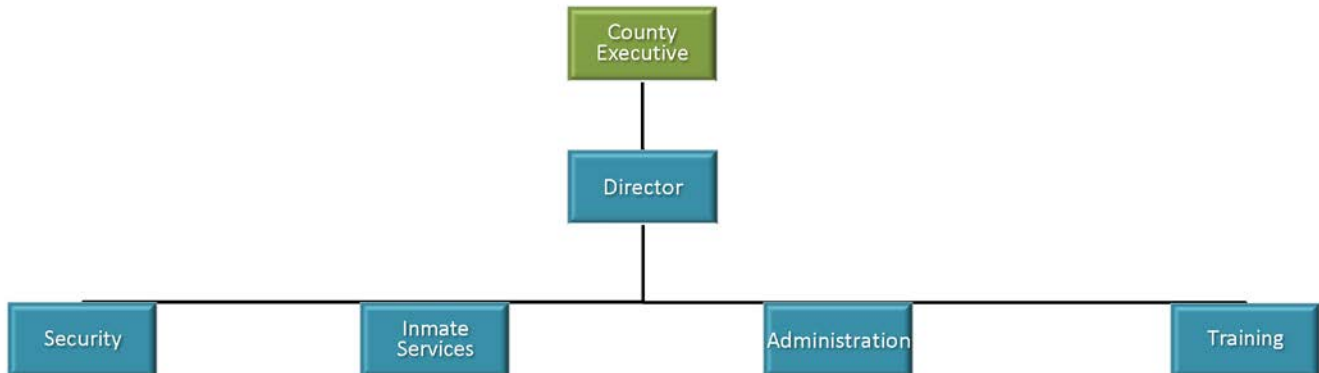 County
Executive
Director
Security
Inmate
Services
Administration
Training